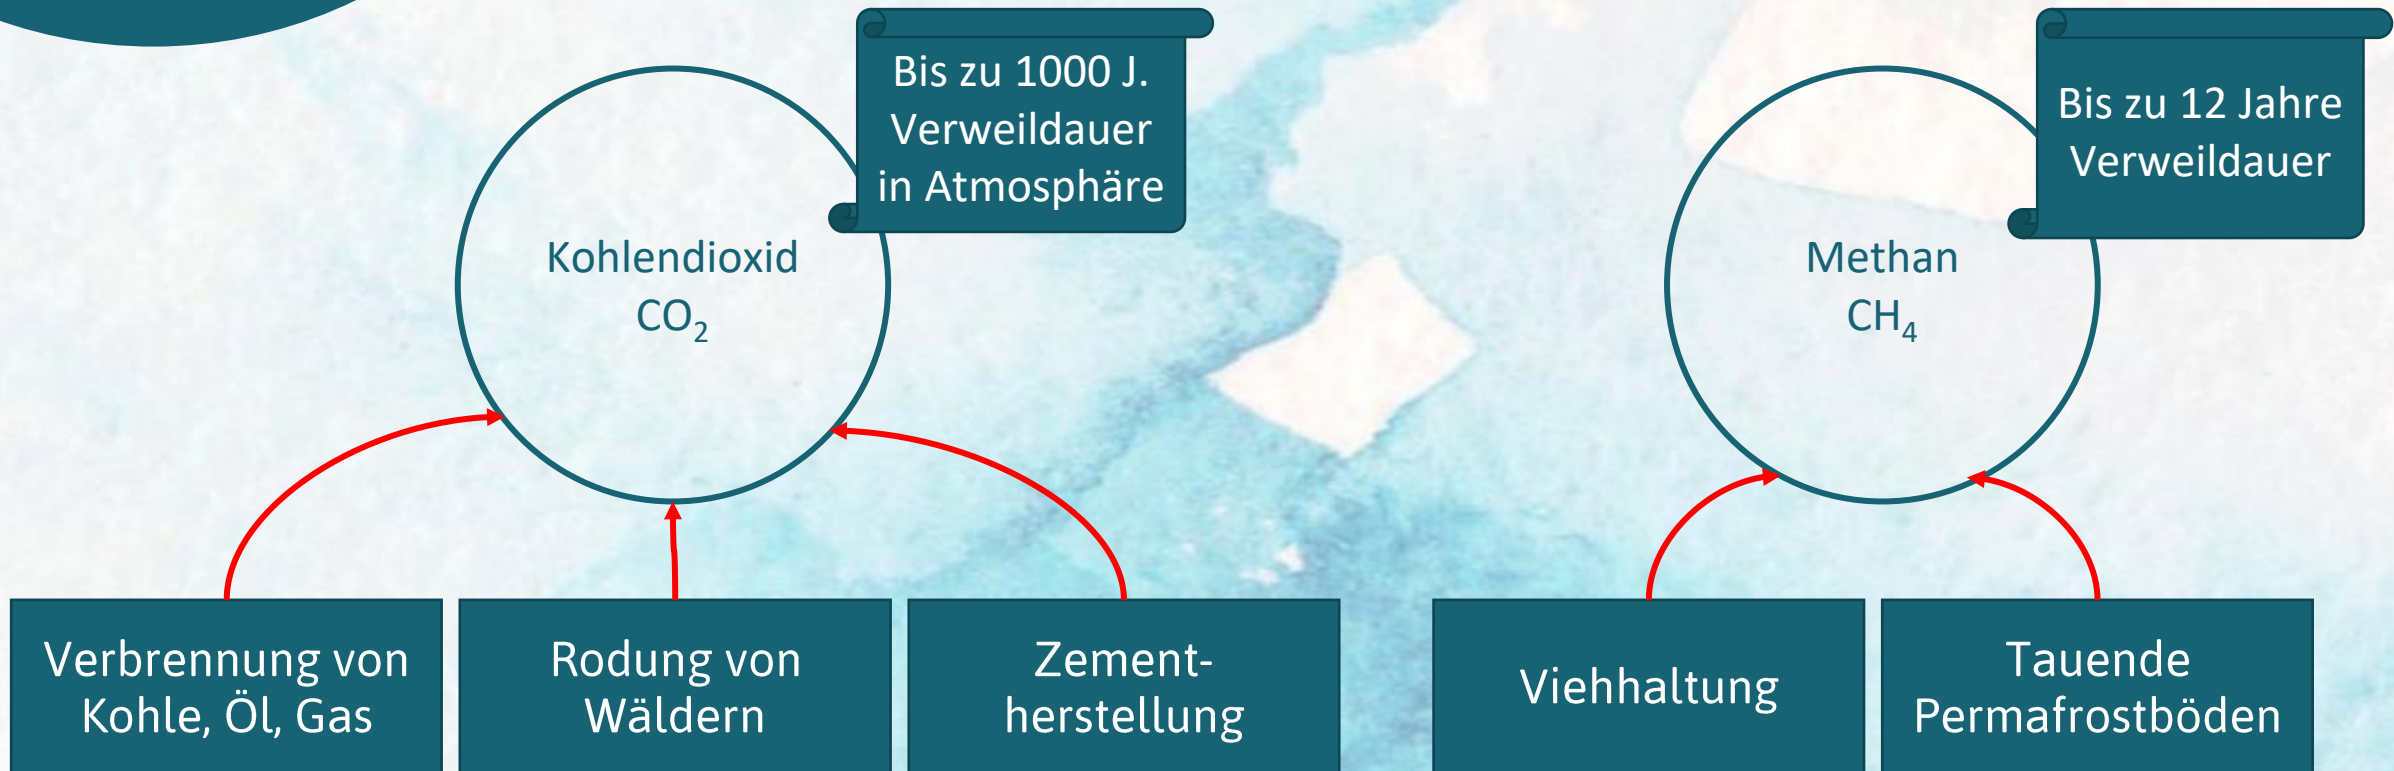 Bis zu 1000 J.
Verweildauer
in Atmosphäre
Kohlendioxid
CO₂
Bis zu 12 Jahre
Verweildauer
Methan
CH₄
Verbrennung von
Kohle, Öl, Gas
Rodung von
Wäldern
Zement-
herstellung
Viehhaltung
Tauende
Permafrostböden